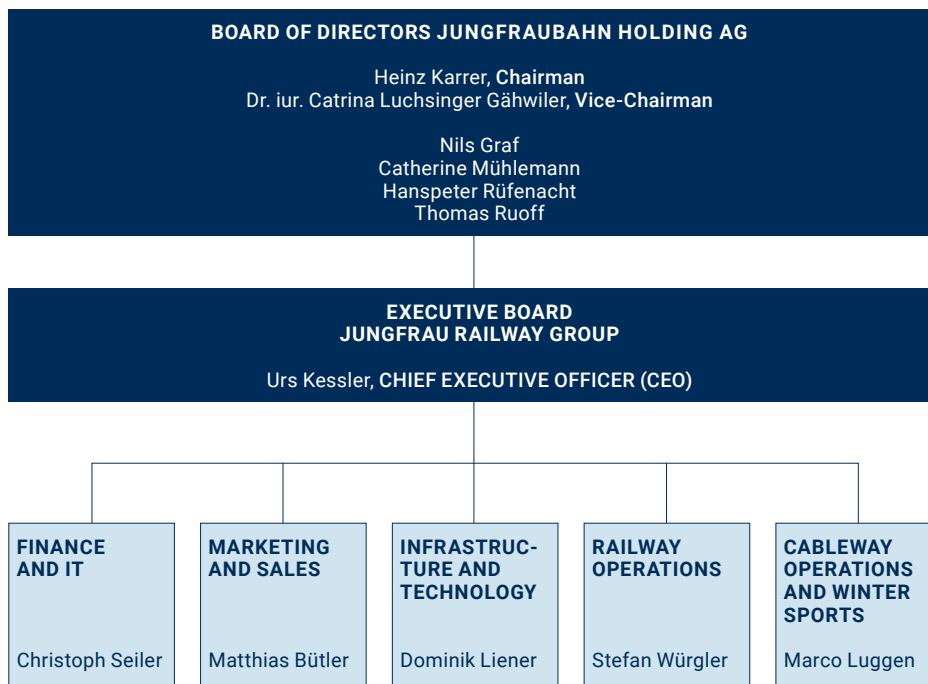 BOARD OF DIRECTORS JUNGFRAUBAHN HOLDING AG
Heinz Karrer, Chairman
Dr. iur. Catrina Luchsinger Gähwiler, Vice-Chairman
Nils Graf
Catherine Mühlemann
Hanspeter Rüfenacht
Thomas Ruoff
EXECUTIVE BOARD
JUNGFRAU RAILWAY GROUP
Urs Kessler, CHIEF EXECUTIVE OFFICER (CEO)
FINANCE
AND IT
Christoph Seiler
MARKETING
AND SALES
Matthias Bütler
INFRASTRUC-
TURE AND
TECHNOLOGY
Dominik Liener
RAILWAY
OPERATIONS
Stefan Würgler
CABLEWAY
OPERATIONS
AND WINTER
SPORTS
Marco Luggen